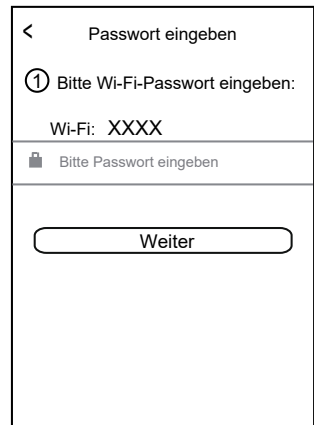 < Passwort eingeben
① Bitte Wi-Fi-Passwort eingeben:
Wi-Fi: XXXX
Bitte Passwort eingeben
Weiter